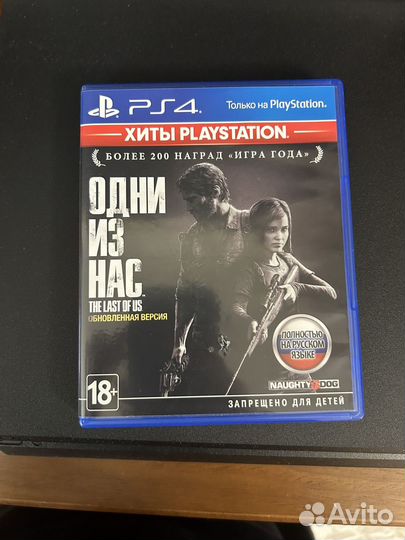 PS4
Только на PlayStation.
ХИТЫ PLAYSTATION.
БОЛЕЕ 200 НАГРАД «ИГРА ГОДА»
ОДНИ
ИЗ
НАС
THE LAST OF US
ОБНОВЛЕННАЯ ВЕРСИЯ
ПОЛНОСТЬЮ
НА РУССКОМ
ЯЗЫКЕ
NAUGHTY DOG
18+
ЗАПРЕЩЕНО ДЛЯ ДЕТЕЙ
Avito